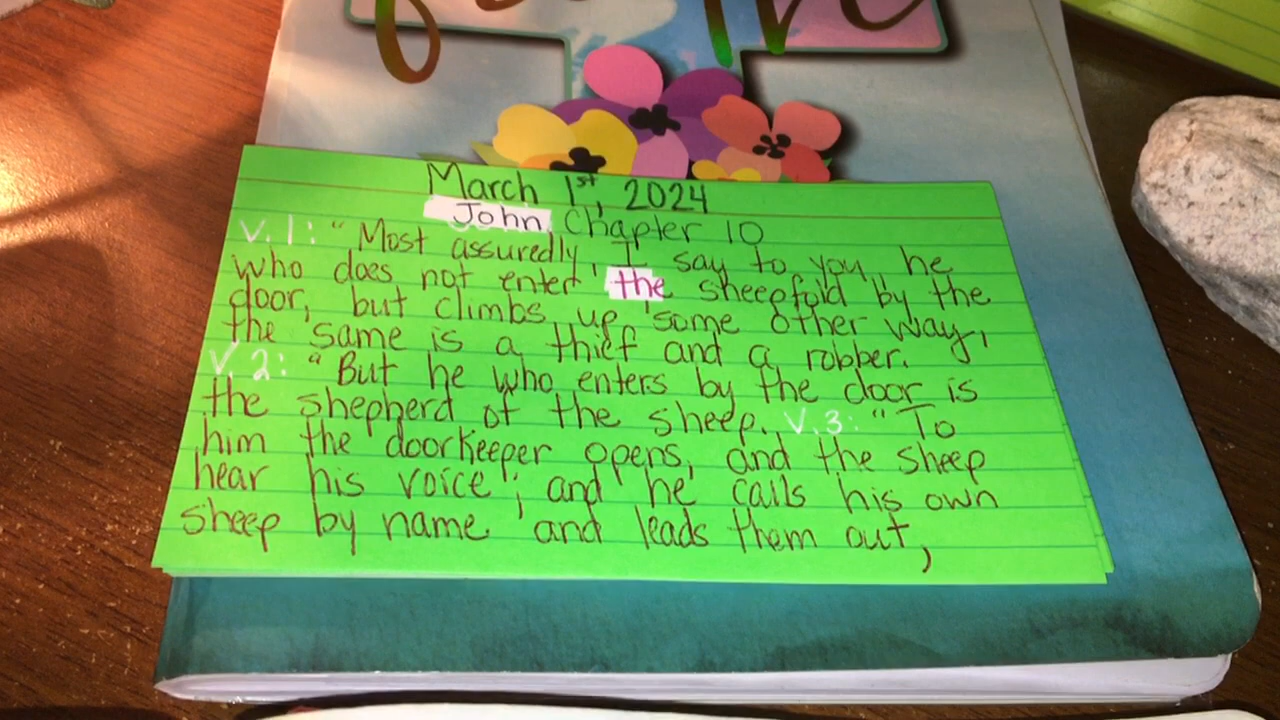 March 1st, 2024
John Chapter 10
V.1: "Most assuredly, I say to you, he
who does not enter the sheepfold by the
door, but climbs up some other way,
the same is a thief and a robber.
V.2: "But he who enters by the door is
the shepherd of the sheep. V.3: "To
him the doorkeeper opens, and the sheep
hear his voice; and he calls his own
sheep by name and leads them out,